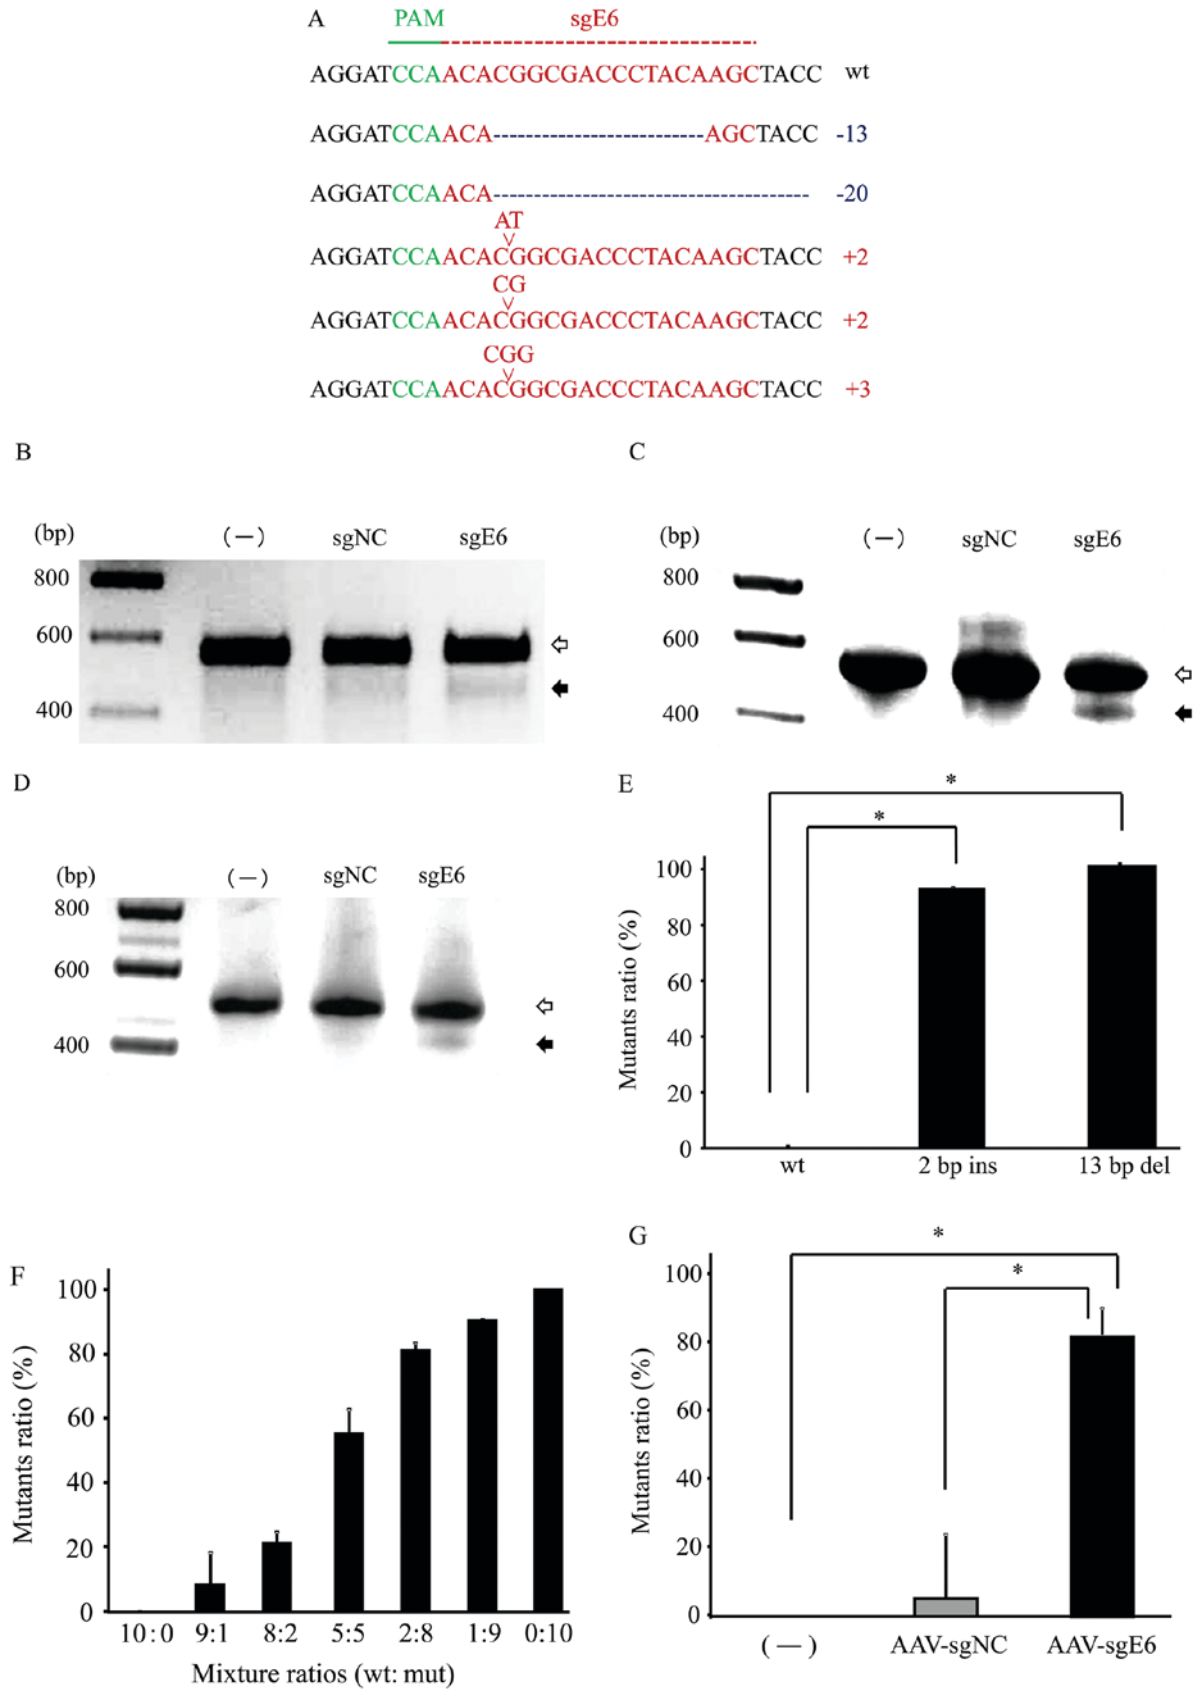 A
PAM sgE6
AGGATCCAACACGGCGACCCTACAAGCTACC wt
AGGATCCAACA--------------------------AGCTACC -13
AGGATCCAACA--------------------------------------- -20
AT
AGGATCCAACACGGCGACCCTACAAGCTACC +2
CG
AGGATCCAACACGGCGACCCTACAAGCTACC +2
CGG
AGGATCCAACACGGCGACCCTACAAGCTACC +3
B
(bp) (—) sgNC sgE6
800
600
400
C
(bp) (—) sgNC sgE6
800
600
400
D
(bp) (—) sgNC sgE6
800
600
400
E
*
*
Mutants ratio (%)
100
80
60
40
20
0
wt 2 bp ins 13 bp del
F
Mutants ratio (%)
100
80
60
40
20
0
10:0 9:1 8:2 5:5 2:8 1:9 0:10
Mixture ratios (wt: mut)
G
*
*
Mutants ratio (%)
100
80
60
40
20
0
(—) AAV-sgNC AAV-sgE6